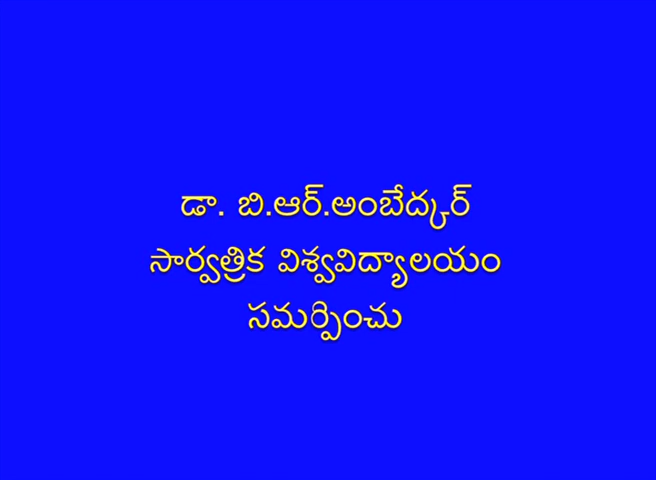 డా. బి.ఆర్.అంబేద్కర్
సార్వత్రిక విశ్వవిద్యాలయం
సమర్పించు